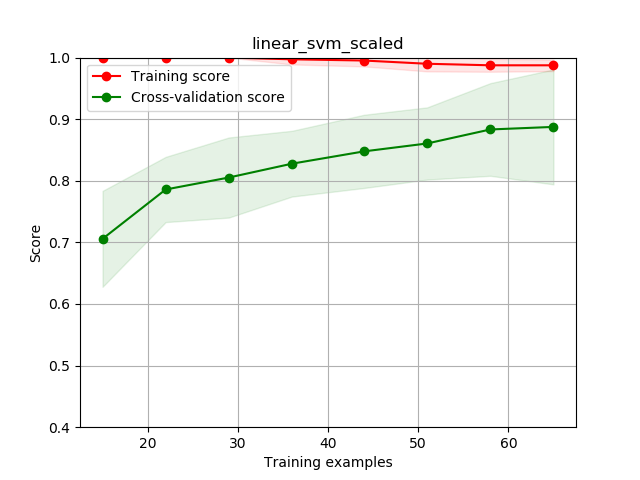 linear_svm_scaled
Training score
Cross-validation score
1.0
0.9
0.8
0.7
0.6
0.5
0.4
Score
20 30 40 50 60
Training examples